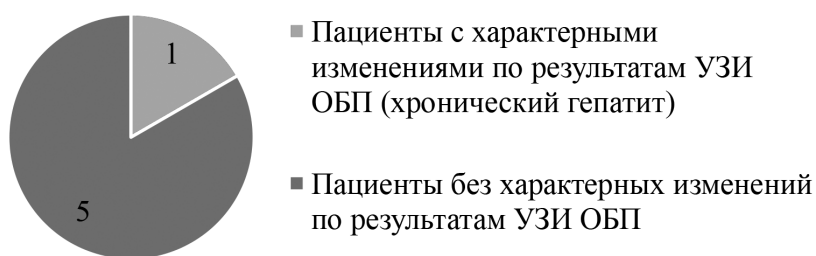 1
5
Пациенты с характерными
изменениями по результатам УЗИ
ОБП (хронический гепатит)
Пациенты без характерных изменений
по результатам УЗИ ОБП